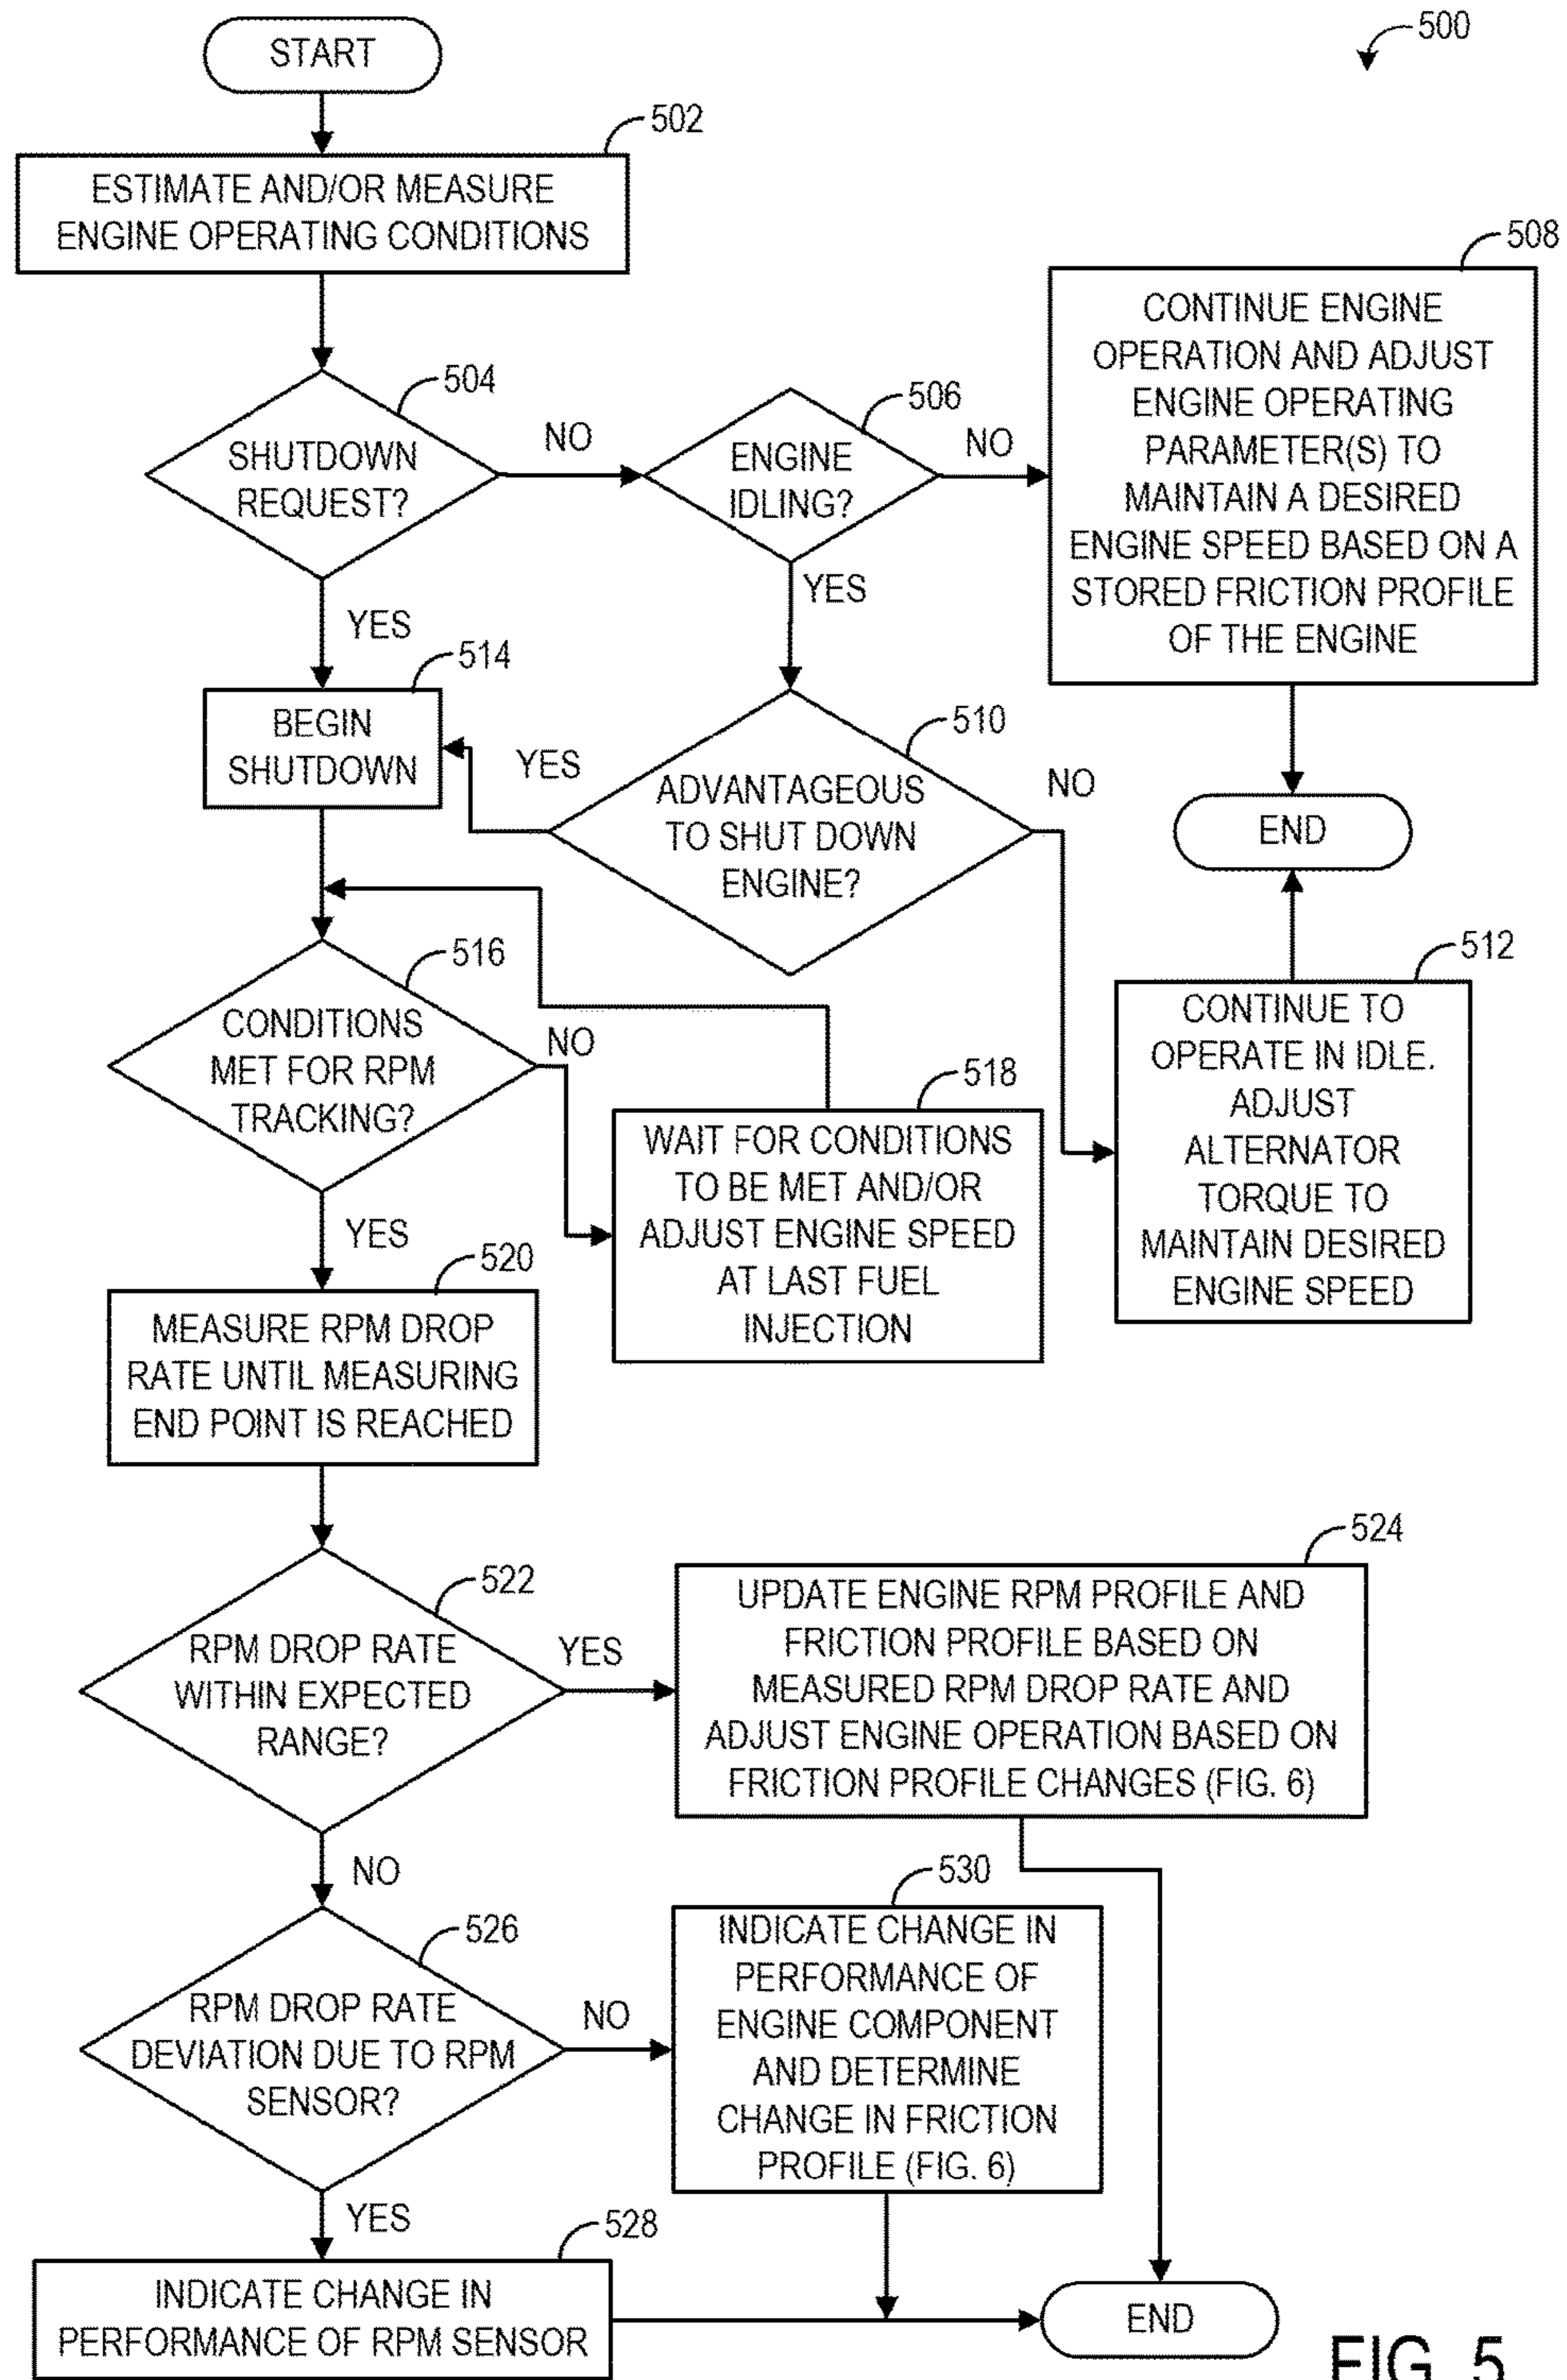 500
START
502
ESTIMATE AND/OR MEASURE
ENGINE OPERATING CONDITIONS
504
SHUTDOWN
REQUEST?
NO
YES
506
ENGINE
IDLING?
NO
YES
508
CONTINUE ENGINE
OPERATION AND ADJUST
ENGINE OPERATING
PARAMETER(S) TO
MAINTAIN A DESIRED
ENGINE SPEED BASED ON A
STORED FRICTION PROFILE
OF THE ENGINE
514
BEGIN
SHUTDOWN
510
ADVANTAGEOUS
TO SHUT DOWN
ENGINE?
YES
NO
END
512
CONTINUE TO
OPERATE IN IDLE.
ADJUST
ALTERNATOR
TORQUE TO
MAINTAIN DESIRED
ENGINE SPEED
516
CONDITIONS
MET FOR RPM
TRACKING?
NO
YES
518
WAIT FOR CONDITIONS
TO BE MET AND/OR
ADJUST ENGINE SPEED
AT LAST FUEL
INJECTION
520
MEASURE RPM DROP
RATE UNTIL MEASURING
END POINT IS REACHED
522
RPM DROP RATE
WITHIN EXPECTED
RANGE?
YES
NO
524
UPDATE ENGINE RPM PROFILE AND
FRICTION PROFILE BASED ON
MEASURED RPM DROP RATE AND
ADJUST ENGINE OPERATION BASED ON
FRICTION PROFILE CHANGES (FIG. 6)
526
RPM DROP RATE
DEVIATION DUE TO RPM
SENSOR?
NO
YES
530
INDICATE CHANGE IN
PERFORMANCE OF
ENGINE COMPONENT
AND DETERMINE
CHANGE IN FRICTION
PROFILE (FIG. 6)
528
INDICATE CHANGE IN
PERFORMANCE OF RPM SENSOR
END
FIG. 5